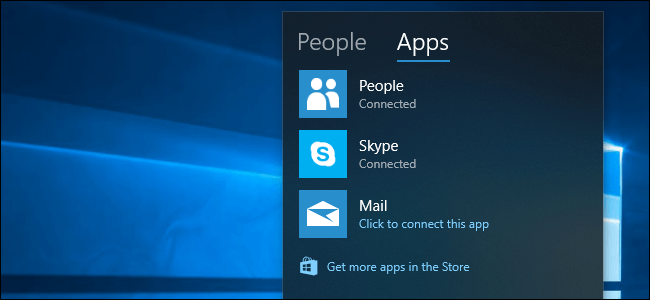 People Apps
People
Connected
Skype
Connected
Mail
Click to connect this app
Get more apps in the Store